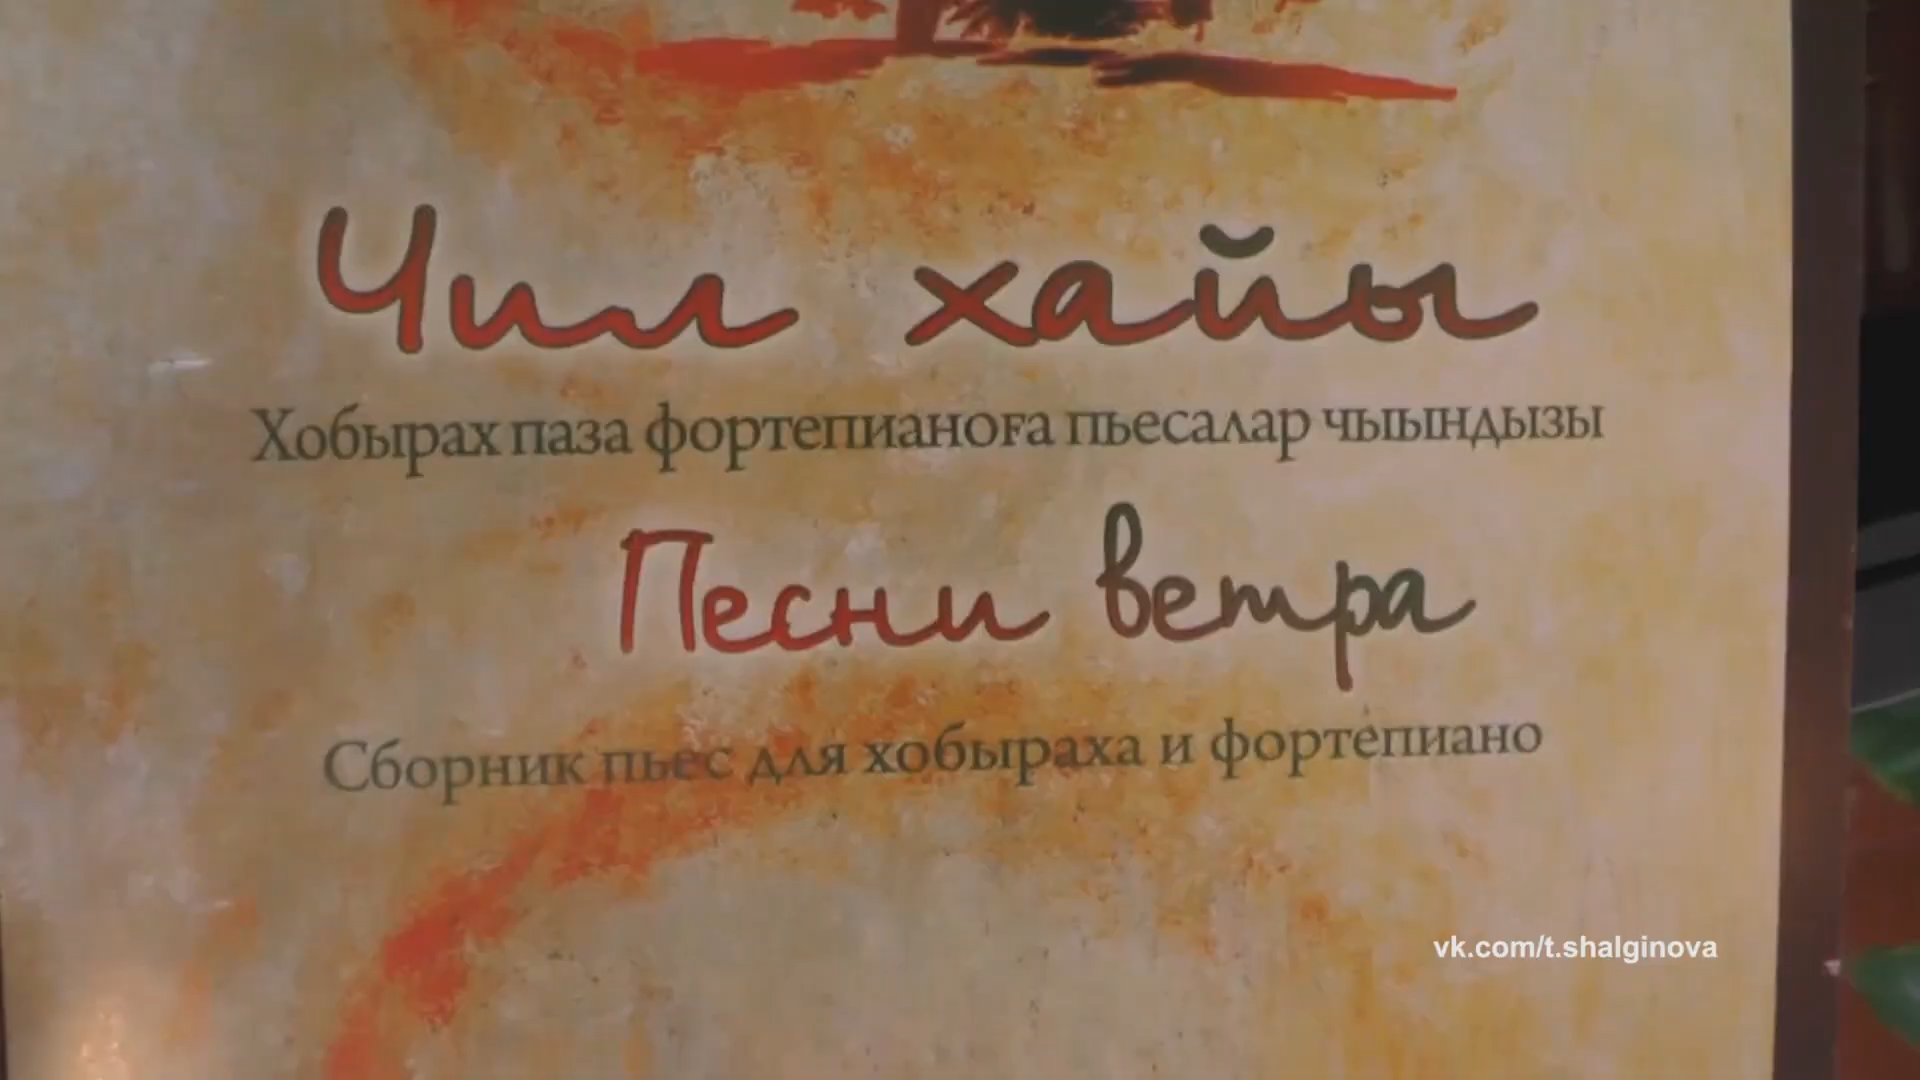 Чил хайы
Хобырах паза фортепианоға пьесалар чыындызы
Песни ветра
Сборник пьес для хобыраха и фортепиано
vk.com/t.shalginova